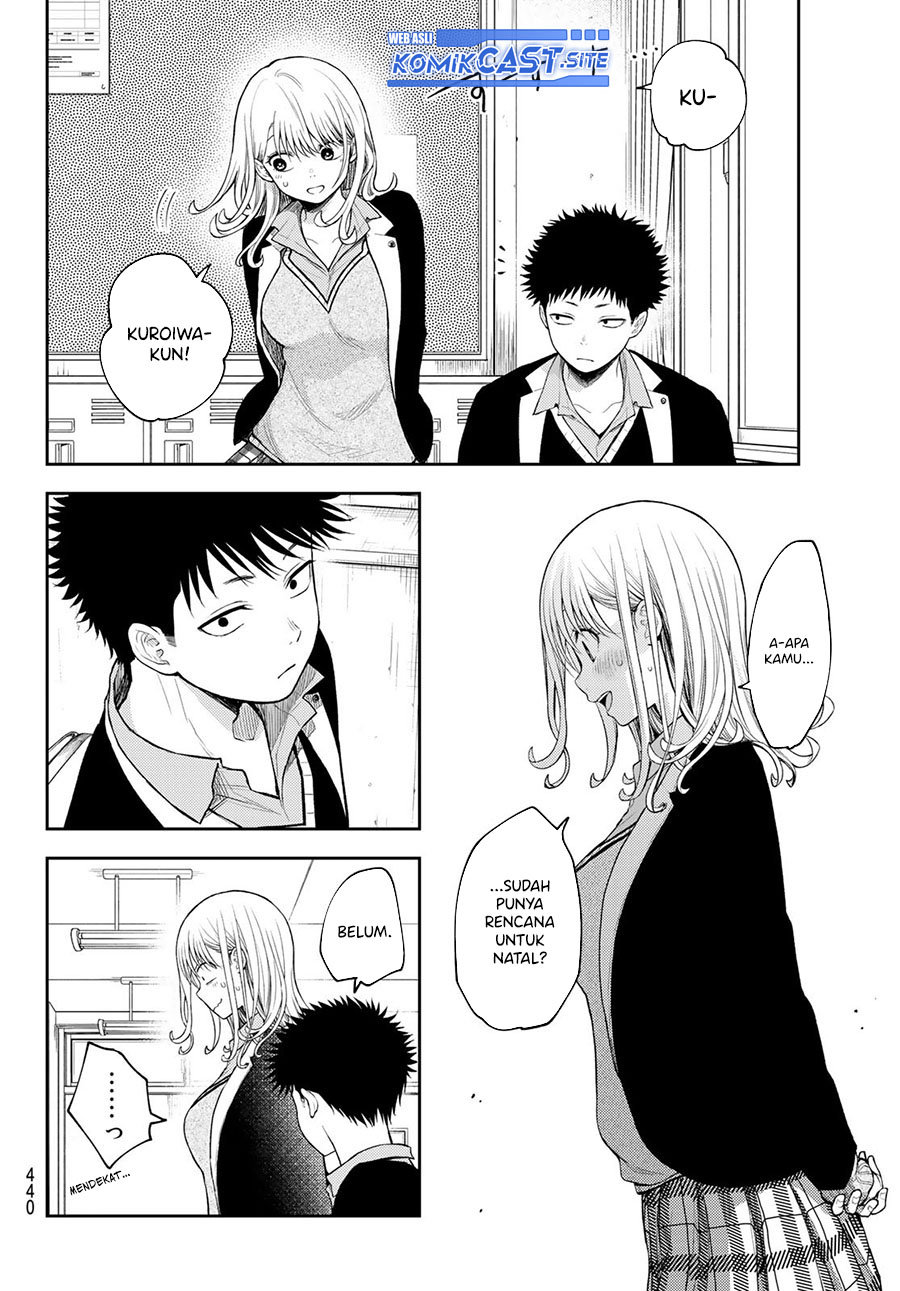 WEB ASLI
KOMIKCAST.SITE
KU-
KUROIWA-
KUN!
A-APA
KAMU...
...SUDAH
PUNYA
RENCANA
UNTUK
NATAL?
BELUM.
……っ
MENDEKAT...
440